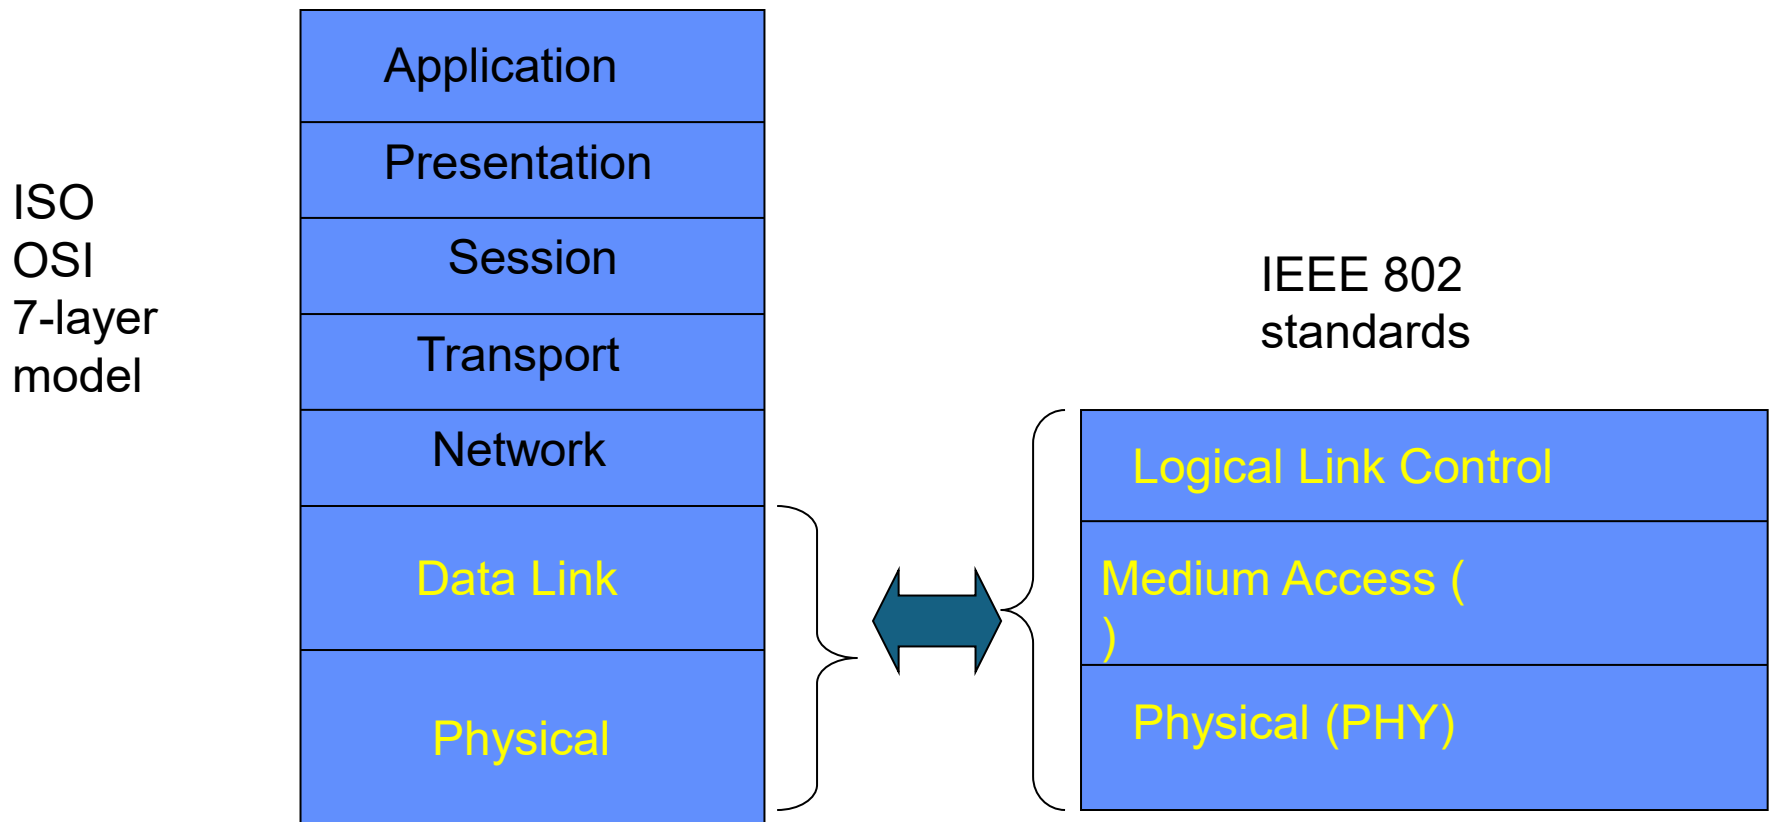 Application
Presentation
Session
Transport
Network
Data Link
Physical
ISO
OSI
7-layer
model
IEEE 802
standards
Logical Link Control
Medium Access (
)
Physical (PHY)